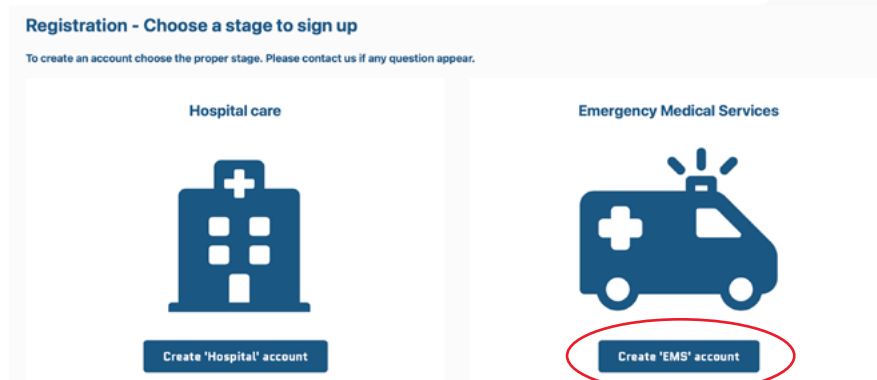 Registration - Choose a stage to sign up
To create an account choose the proper stage. Please contact us if any question appear.
Hospital care
Emergency Medical Services
Create 'Hospital' account
Create 'EMS' account